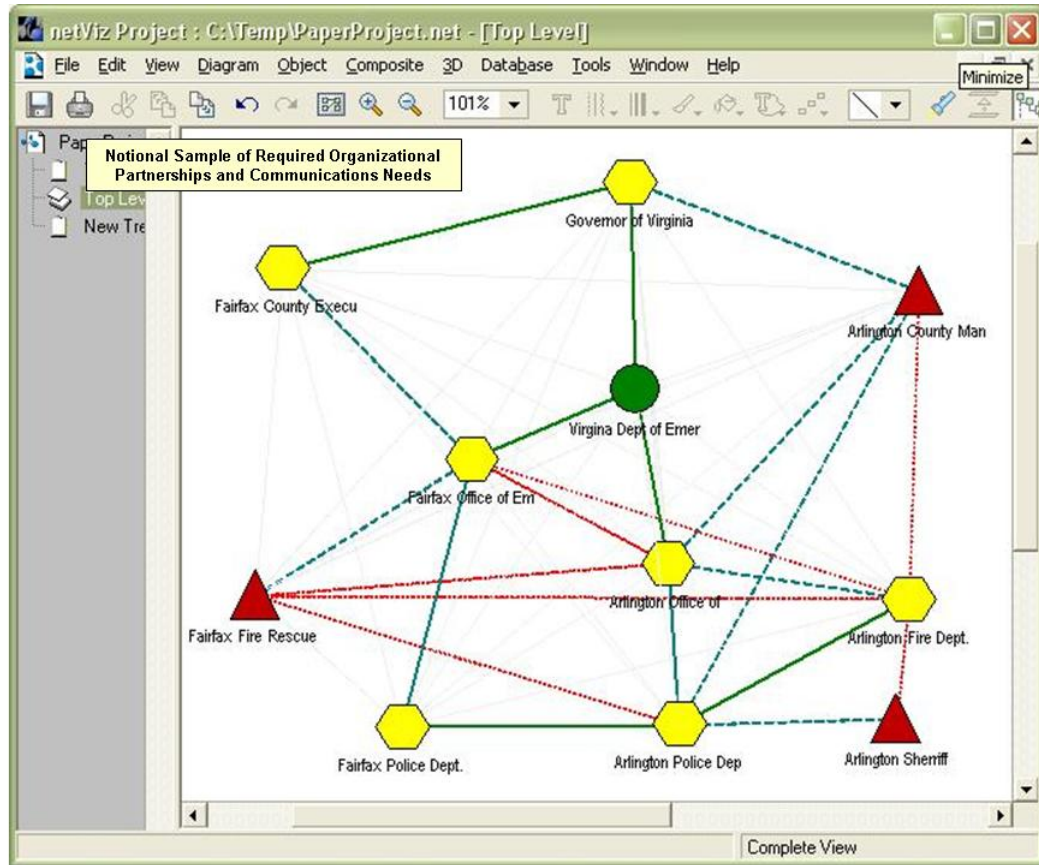 netViz Project : C:\Temp\PaperProject.net - [Top Level]
File Edit View Diagram Object Composite 3D Database Tools Window Help
Minimize
101%
Notional Sample of Required Organizational
Partnerships and Communications Needs
Top Lev
New Tre
Governor of Virginia
Fairfax County Execu
Arlington County Man
Virgina Dept of Emer
Fairfax Office of Em
Arlington Office of
Fairfax Fire Rescue
Arlington Fire Dept.
Fairfax Police Dept.
Arlington Police Dep
Arlington Sherriff
Complete View